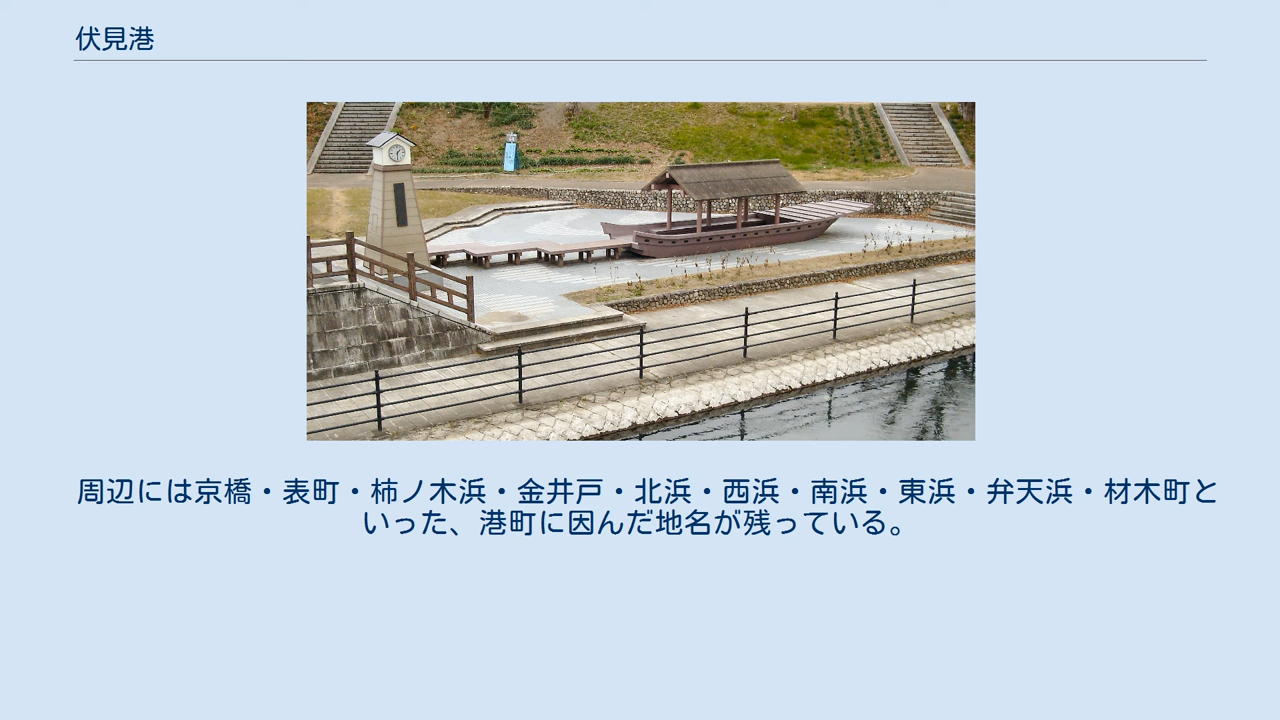 伏見港
周辺には京橋・表町・柿ノ木浜・金井戸・北浜・西浜・南浜・東浜・弁天浜・材木町と
いった、港町に因んだ地名が残っている。